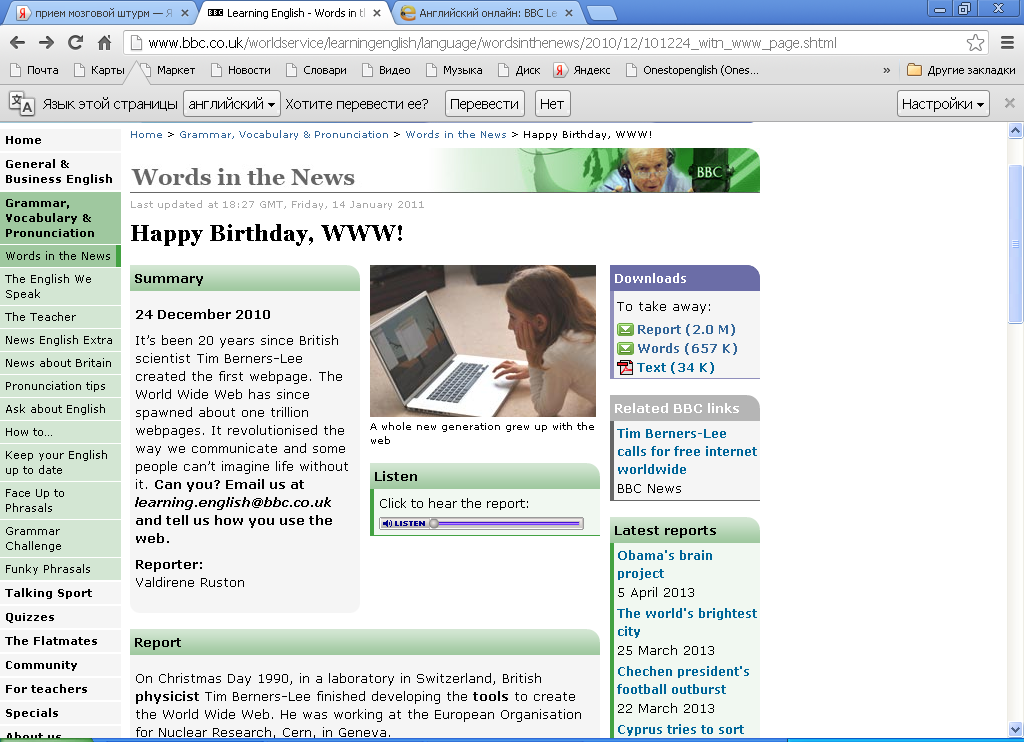 прием мозговой штурм — Я
BBC Learning English - Words in t
Английский онлайн: BBC Le
www.bbc.co.uk/worldservice/learningenglish/language/wordsinthenews/2010/12/101224_witn_www_page.shtml
Почта
Карты
Маркет
Новости
Словари
Видео
Музыка
Диск
Яндекс
Onestopenglish (Ones...
»
Другие закладки
Язык этой страницы
английский
Хотите перевести ее?
Перевести
Нет
Настройки
Home > Grammar, Vocabulary & Pronunciation > Words in the News > Happy Birthday, WWW!
Home
General &
Business English
Grammar,
Vocabulary &
Pronunciation
Words in the News
The English We
Speak
The Teacher
News English Extra
News about Britain
Pronunciation tips
Ask about English
How to...
Keep your English
up to date
Face Up to
Phrasals
Grammar
Challenge
Funky Phrasals
Talking Sport
Quizzes
The Flatmates
Community
For teachers
Specials
About us
Words in the News
BBC
Last updated at 18:27 GMT, Friday, 14 January 2011
Happy Birthday, WWW!
Summary
24 December 2010
It's been 20 years since British
scientist Tim Berners-Lee
created the first webpage. The
World Wide Web has since
spawned about one trillion
webpages. It revolutionised the
way we communicate and some
people can't imagine life without
it. Can you? Email us at
learning.english@bbc.co.uk
and tell us how you use the
web.
Reporter:
Valdirene Ruston
A whole new generation grew up with the
web
Listen
Click to hear the report:
LISTEN
Downloads
To take away:
Report (2.0 M)
Words (657 K)
Text (34 K)
Related BBC links
Tim Berners-Lee
calls for free internet
worldwide
BBC News
Latest reports
Obama's brain
project
5 April 2013
The world's brightest
city
25 March 2013
Chechen president's
football outburst
22 March 2013
Cyprus tries to sort
Report
On Christmas Day 1990, in a laboratory in Switzerland, British
physicist Tim Berners-Lee finished developing the tools to create
the World Wide Web. He was working at the European Organisation
for Nuclear Research, Cern, in Geneva.